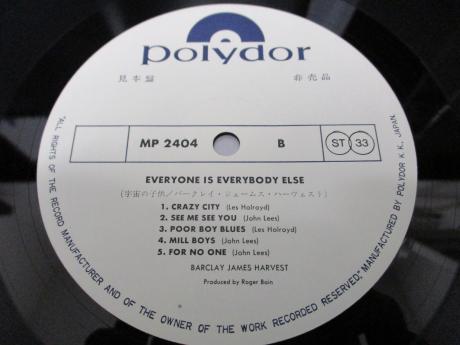 polydor
見本盤 非売品
MP 2404 B ST 33
EVERYONE IS EVERYBODY ELSE
(宇宙の子供/バークレイ・ジェームス・ハーヴェスト)
1. CRAZY CITY (Les Holroyd)
2. SEE ME SEE YOU (John Lees)
3. POOR BOY BLUES (Les Holroyd)
4. MILL BOYS (John Lees)
5. FOR NO ONE (John Lees)
BARCLAY JAMES HARVEST
Produced by Roger Bain
"ALL RIGHTS OF THE RECORD MANUFACTURER AND OF THE OWNER OF THE WORK RECORDED RESERVED," MANUFACTURED BY POLYDOR K.K., JAPAN.